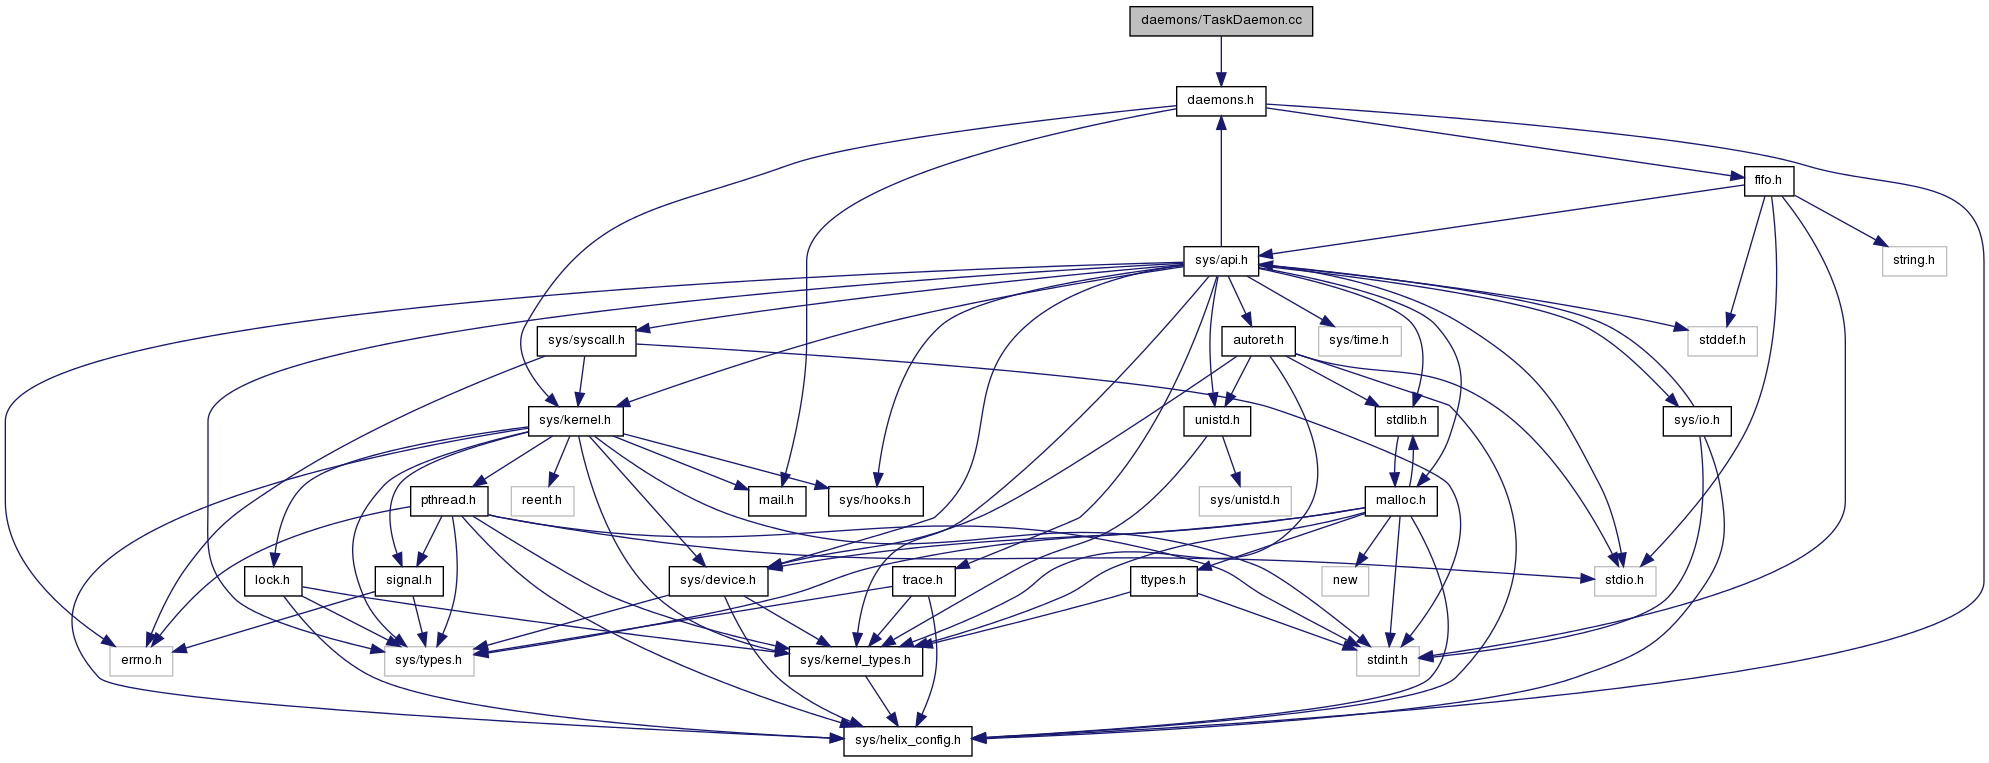 daemons/TaskDaemon.cc
daemons.h
fifo.h
sys/api.h
string.h
sys/syscall.h
autoret.h
sys/time.h
stddef.h
sys/kernel.h
unistd.h
stdlib.h
sys/io.h
pthread.h
reent.h
mail.h
sys/hooks.h
sys/unistd.h
malloc.h
lock.h
signal.h
sys/device.h
trace.h
ttypes.h
new
stdio.h
errno.h
sys/types.h
sys/kernel_types.h
stdint.h
sys/helix_config.h